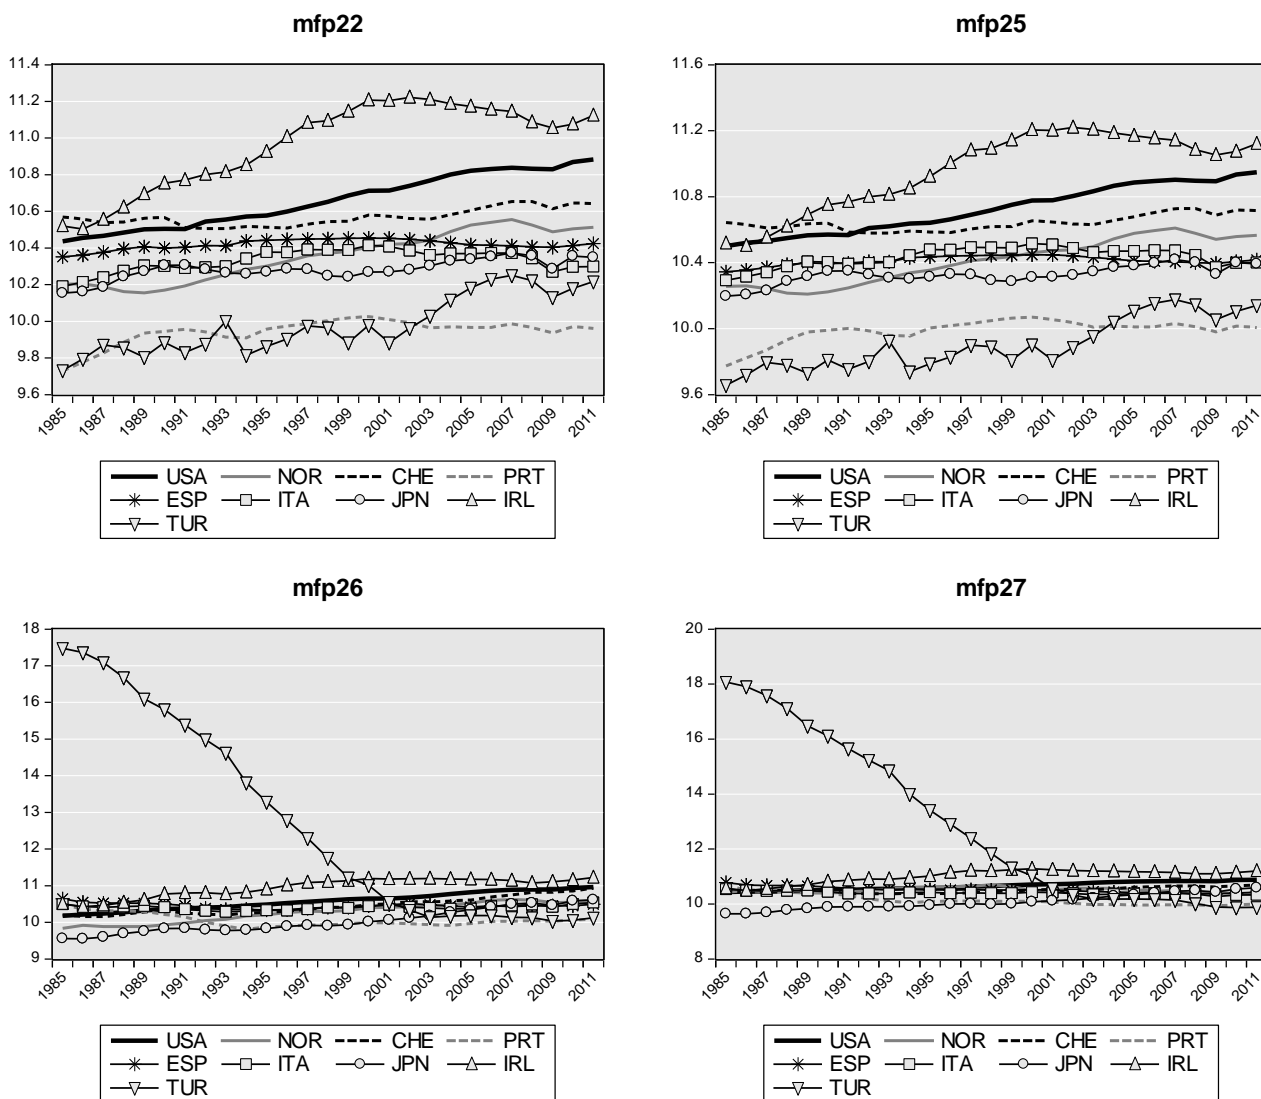 mfp22
11.4
11.2
11.0
10.8
10.6
10.4
10.2
10.0
9.8
9.6
1985 1987 1989 1991 1993 1995 1997 1999 2001 2003 2005 2007 2009 2011
USA NOR CHE PRT
ESP ITA JPN IRL
TUR
mfp25
11.6
11.2
10.8
10.4
10.0
9.6
1985 1987 1989 1991 1993 1995 1997 1999 2001 2003 2005 2007 2009 2011
USA NOR CHE PRT
ESP ITA JPN IRL
TUR
mfp26
18
17
16
15
14
13
12
11
10
9
1985 1987 1989 1991 1993 1995 1997 1999 2001 2003 2005 2007 2009 2011
USA NOR CHE PRT
ESP ITA JPN IRL
TUR
mfp27
20
18
16
14
12
10
8
1985 1987 1989 1991 1993 1995 1997 1999 2001 2003 2005 2007 2009 2011
USA NOR CHE PRT
ESP ITA JPN IRL
TUR